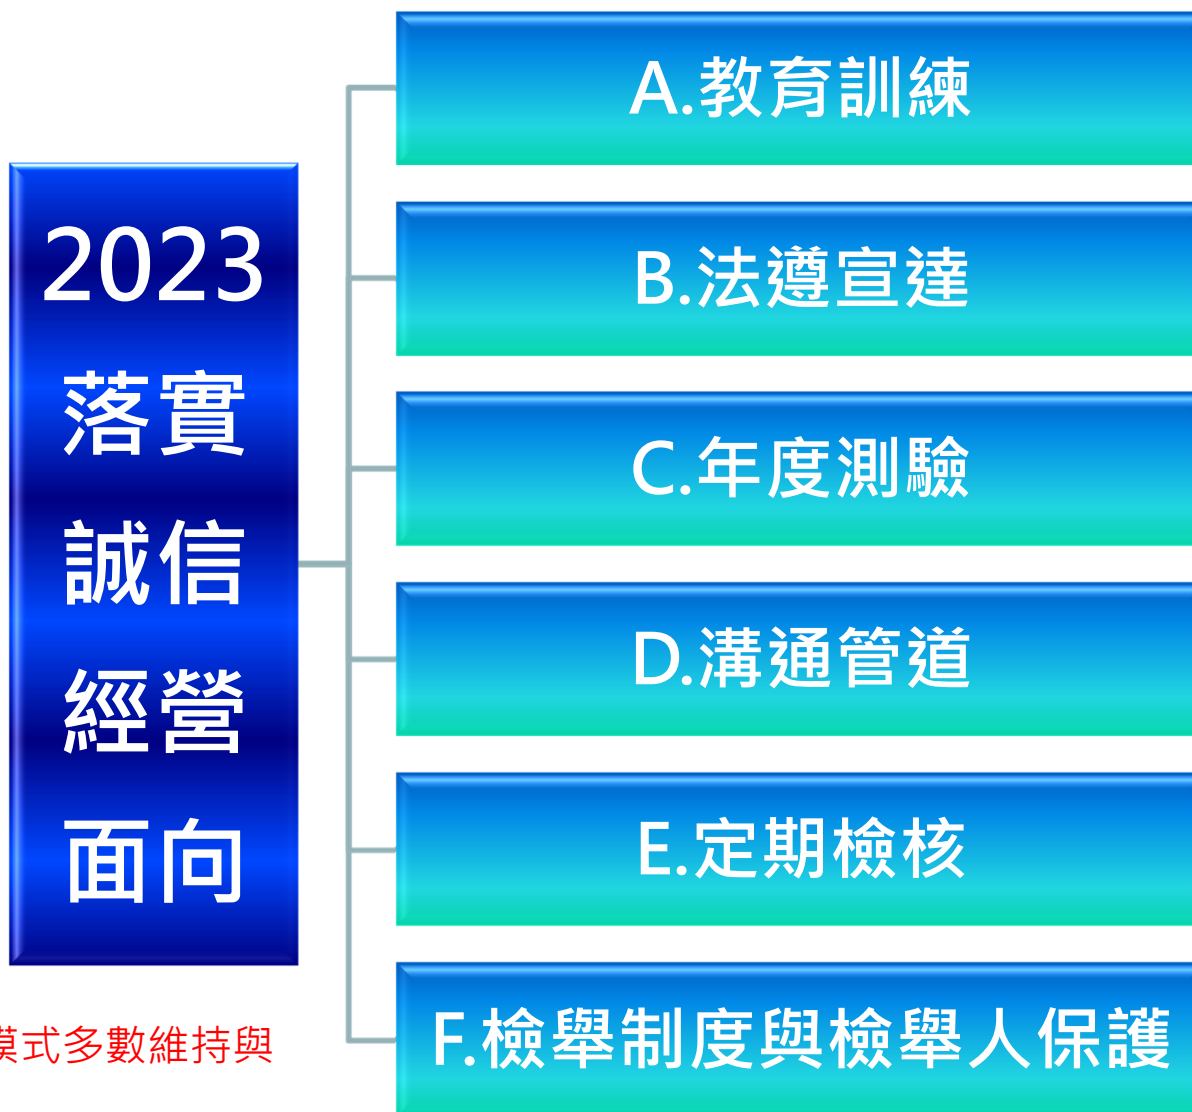 2023
落實
誠信
經營
面向
A.教育訓練
B.法遵宣達
C.年度測驗
D.溝通管道
E.定期檢核
F.檢舉制度與檢舉人保護
模式多數維持與